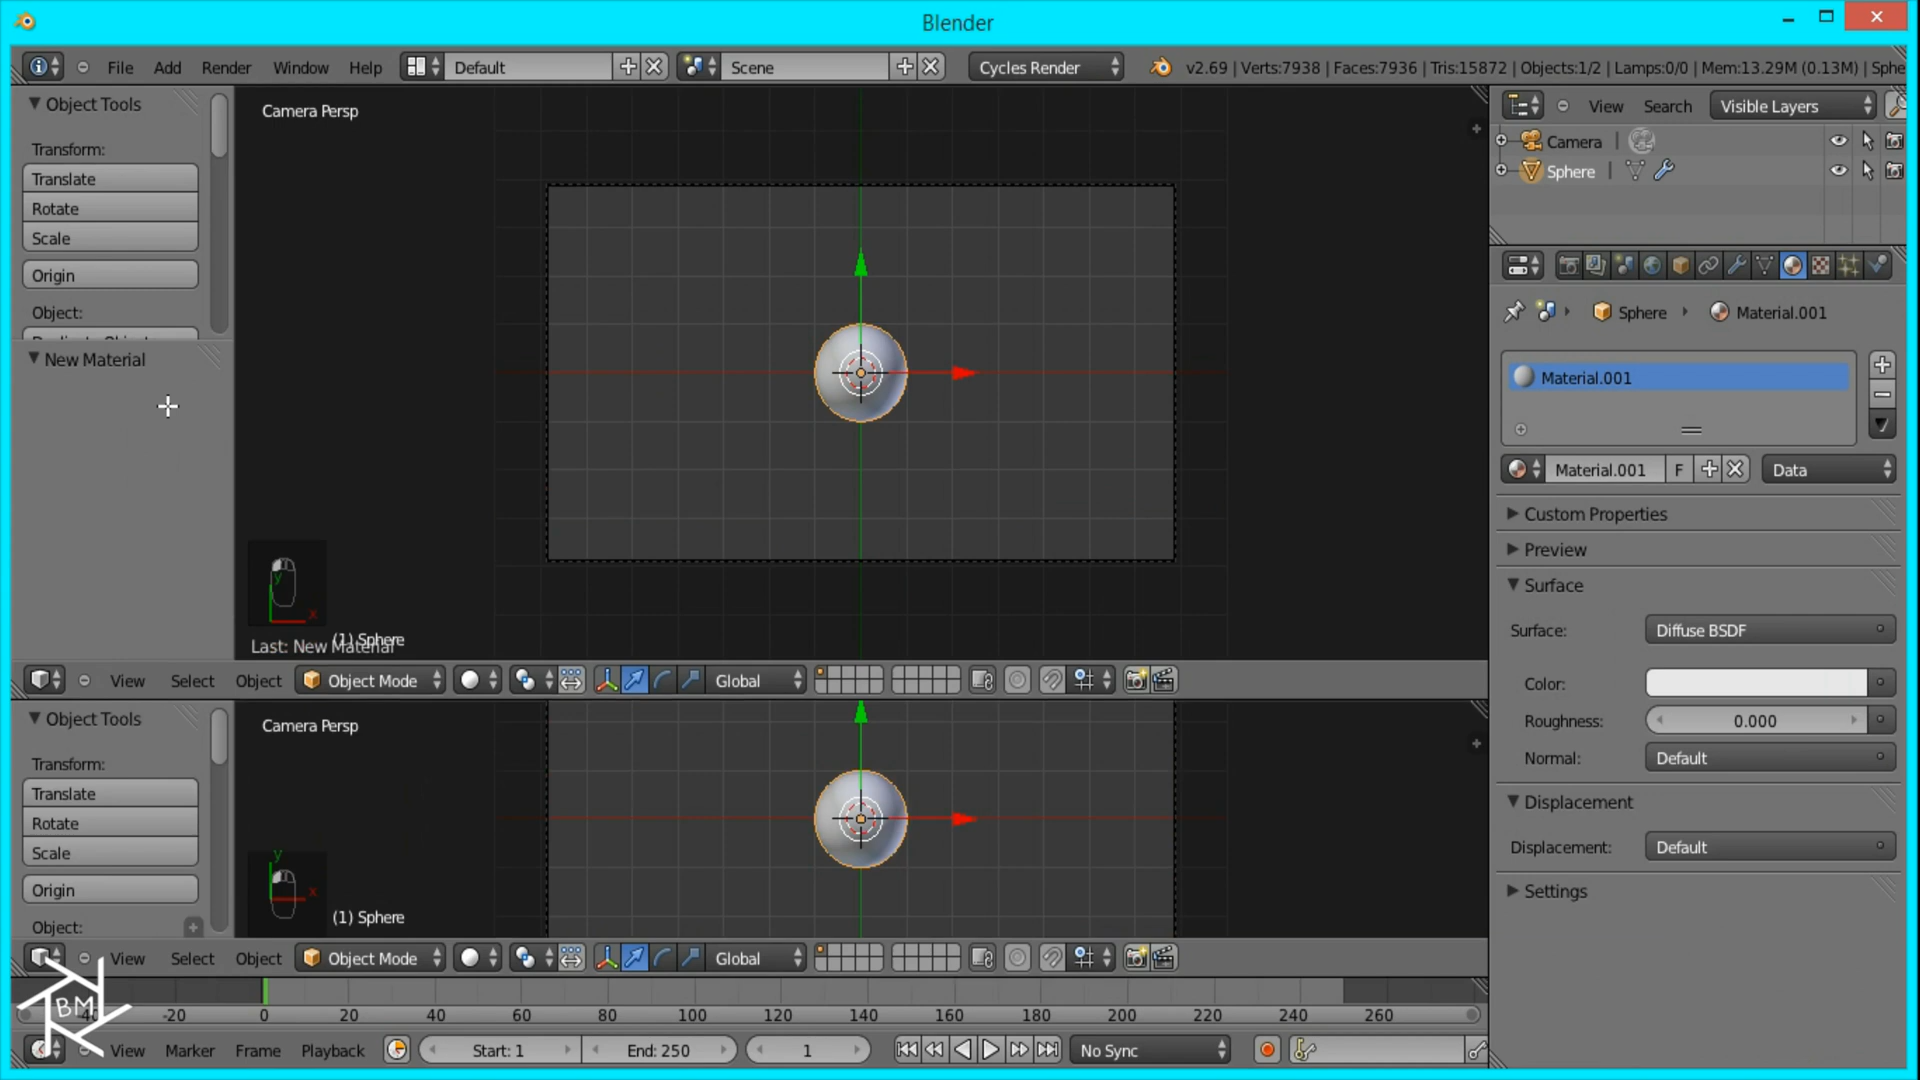 Blender
File Add Render Window Help Default Scene Cycles Render v2.69 | Verts:7938 | Faces:7936 | Tris:15872 | Objects:1/2 | Lamps:0/0 | Mem:13.29M (0.13M) | Sphe
Object Tools
Transform:
Translate
Rotate
Scale
Origin
Object:
New Material
Camera Persp
Last: New Material
(1) Sphere
View Select Object Object Mode Global
Object Tools
Transform:
Translate
Rotate
Scale
Origin
Object:
Camera Persp
(1) Sphere
View Select Object Object Mode Global
-20 0 20 40 60 80 100 120 140 160 180 200 220 240 260
View Marker Frame Playback Start: 1 End: 250 1 No Sync
BM
View Search Visible Layers
Camera
Sphere
Sphere Material.001
Material.001
Material.001 F Data
Custom Properties
Preview
Surface
Surface: Diffuse BSDF
Color:
Roughness: 0.000
Normal: Default
Displacement
Displacement: Default
Settings